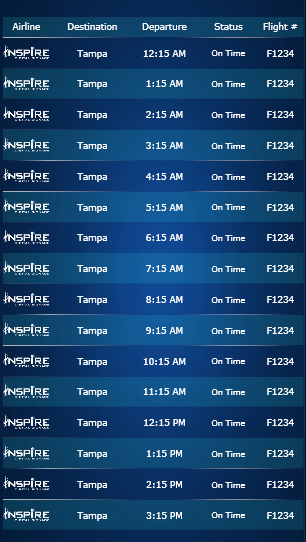 Airline Destination Departure Status Flight #
INSPIRE Tampa 12:15 AM On Time F1234
INSPIRE Tampa 1:15 AM On Time F1234
INSPIRE Tampa 2:15 AM On Time F1234
INSPIRE Tampa 3:15 AM On Time F1234
INSPIRE Tampa 4:15 AM On Time F1234
INSPIRE Tampa 5:15 AM On Time F1234
INSPIRE Tampa 6:15 AM On Time F1234
INSPIRE Tampa 7:15 AM On Time F1234
INSPIRE Tampa 8:15 AM On Time F1234
INSPIRE Tampa 9:15 AM On Time F1234
INSPIRE Tampa 10:15 AM On Time F1234
INSPIRE Tampa 11:15 AM On Time F1234
INSPIRE Tampa 12:15 PM On Time F1234
INSPIRE Tampa 1:15 PM On Time F1234
INSPIRE Tampa 2:15 PM On Time F1234
INSPIRE Tampa 3:15 PM On Time F1234